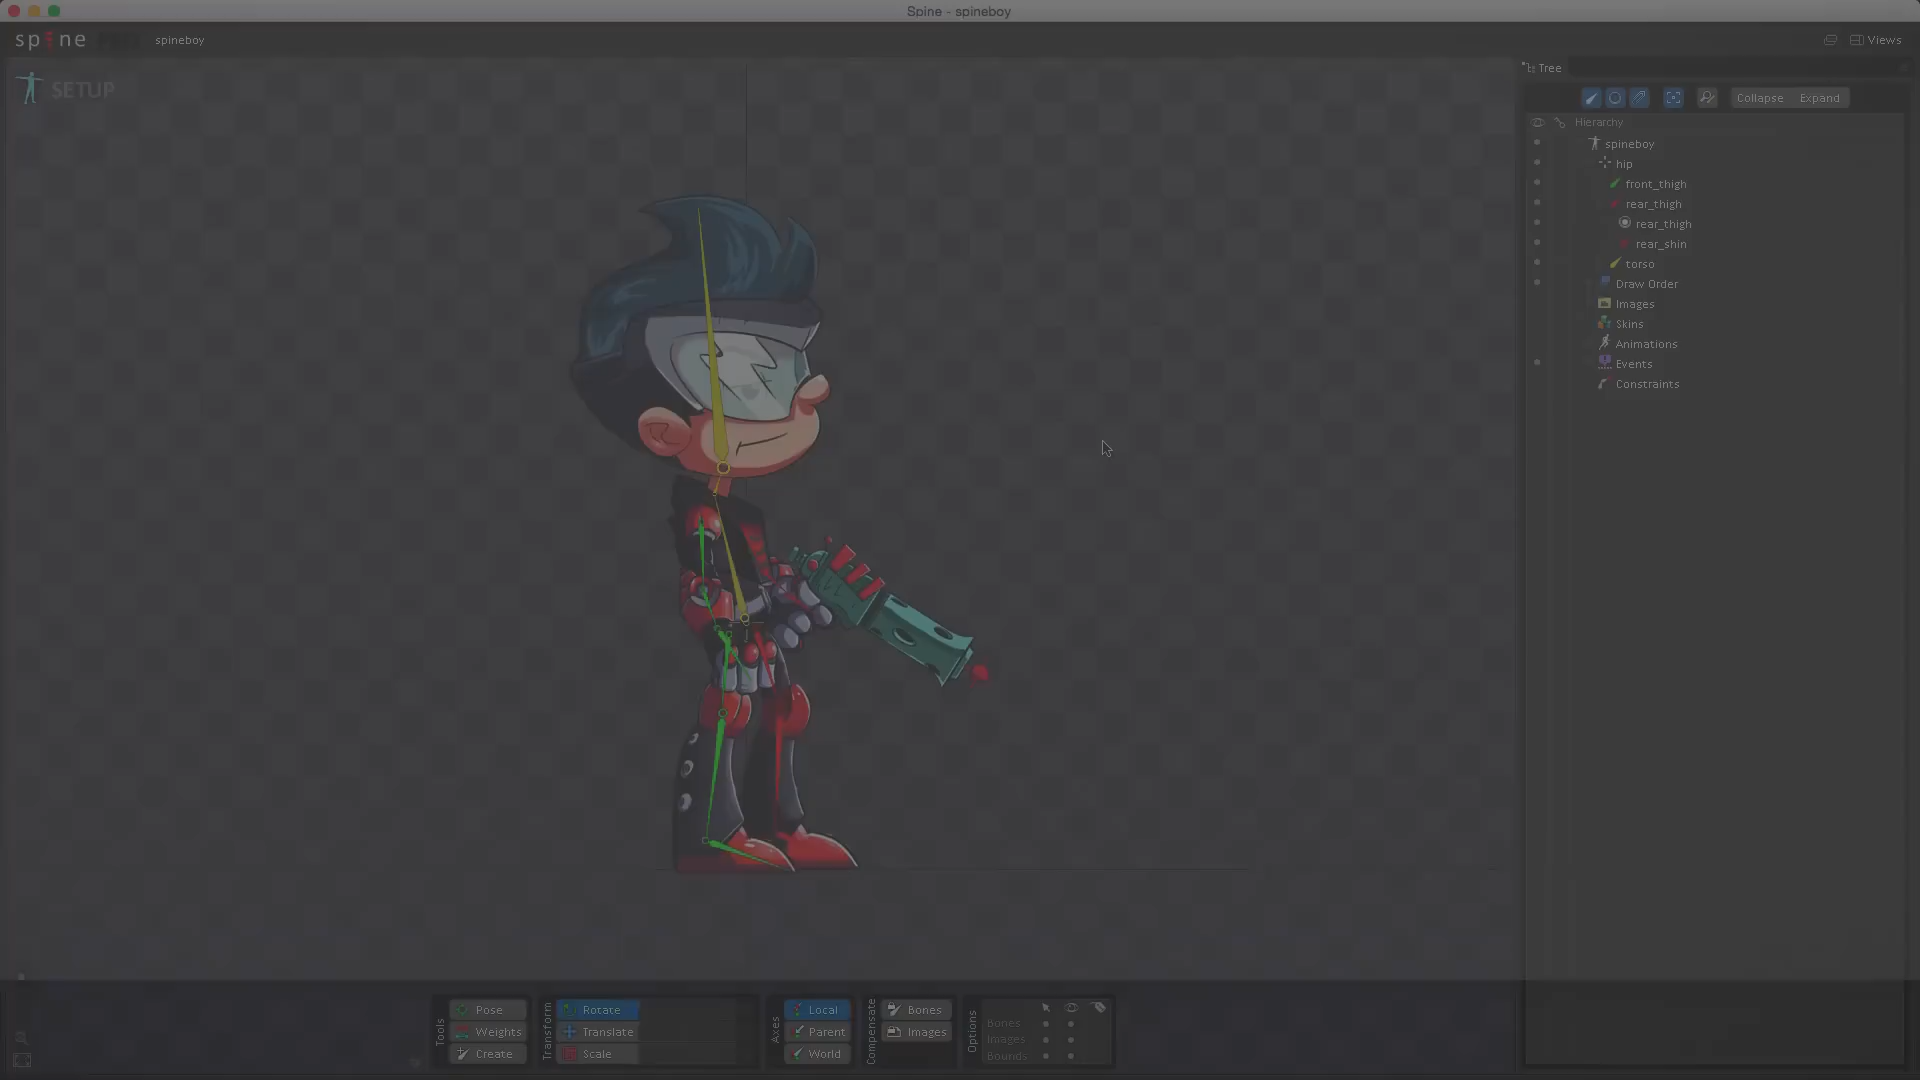 Spine - spineboy
spine
spineboy
Views
SETUP
Tree
Collapse
Expand
Hierarchy
spineboy
hip
front_thigh
rear_thigh
rear_thigh
rear_shin
torso
Draw Order
Images
Skins
Animations
Events
Constraints
Tools
Pose
Weights
Create
Transform
Rotate
Translate
Scale
Axes
Local
Parent
World
Compensate
Bones
Images
Options
Bones
Images
Bounds